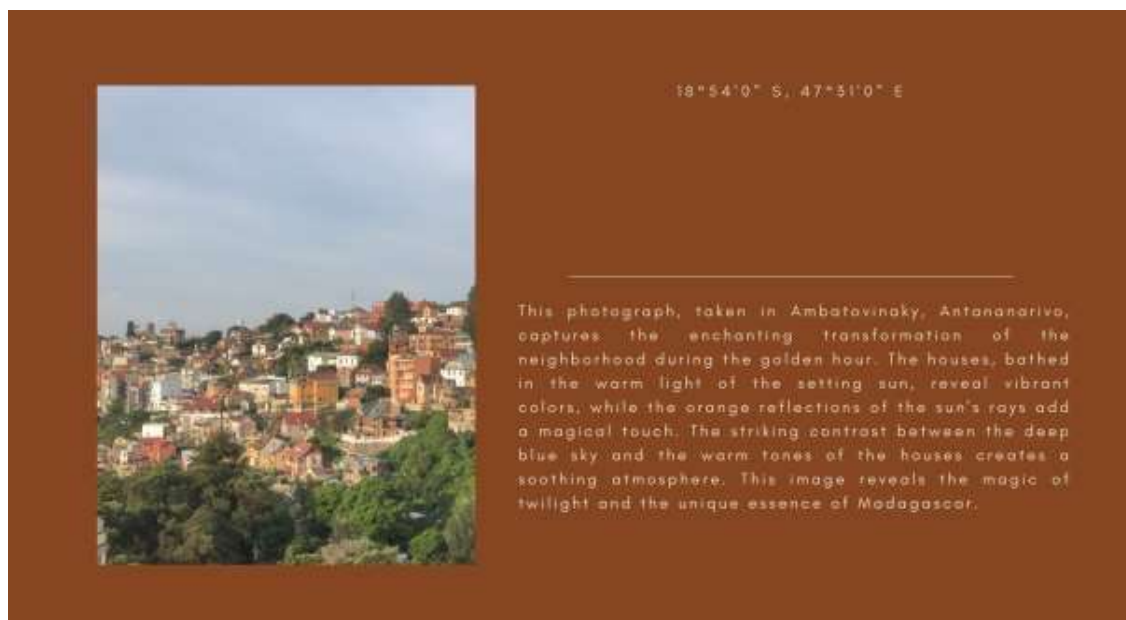 18°54'0" S, 47°31'0" E
This photograph, taken in Ambatovinaky, Antananarivo,
captures the enchanting transformation of the
neighborhood during the golden hour. The houses, bathed
in the warm light of the setting sun, reveal vibrant
colors, while the orange reflections of the sun's rays add
a magical touch. The striking contrast between the deep
blue sky and the warm tones of the houses creates a
soothing atmosphere. This image reveals the magic of
twilight and the unique essence of Madagascar.